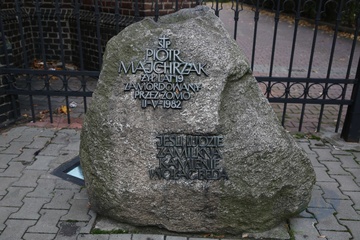 Ś P
PIOTR
MAJCHRZAK
ŻYŁ LAT 19
ZAMORDOWANY
PRZEZ ZOMO
11·V·1982
JEŚLI LUDZIE
ZAMILKNĄ
KAMIENIE
WOŁAĆ BĘDĄ